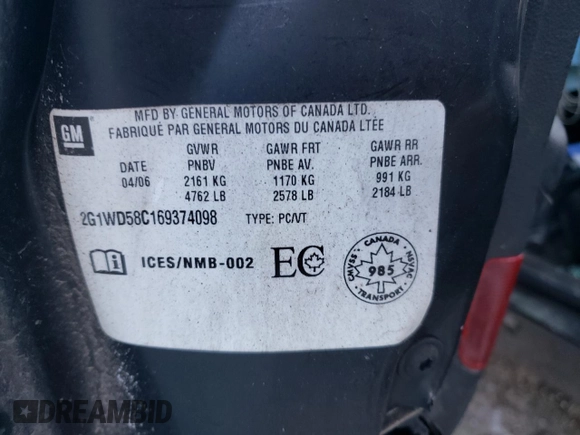 MFD BY GENERAL MOTORS OF CANADA LTD.
FABRIQUÉ PAR GENERAL MOTORS DU CANADA LTÉE
GM
GVWR GAWR FRT GAWR RR
DATE PNBV PNBE AV. PNBE ARR.
04/06 2161 KG 1170 KG 991 KG
4762 LB 2578 LB 2184 LB
2G1WD58C169374098 TYPE: PC/VT
i ICES/NMB-002 EC
CANADA
CMVSS 985 NSVAC
TRANSPORT
DREAMBID